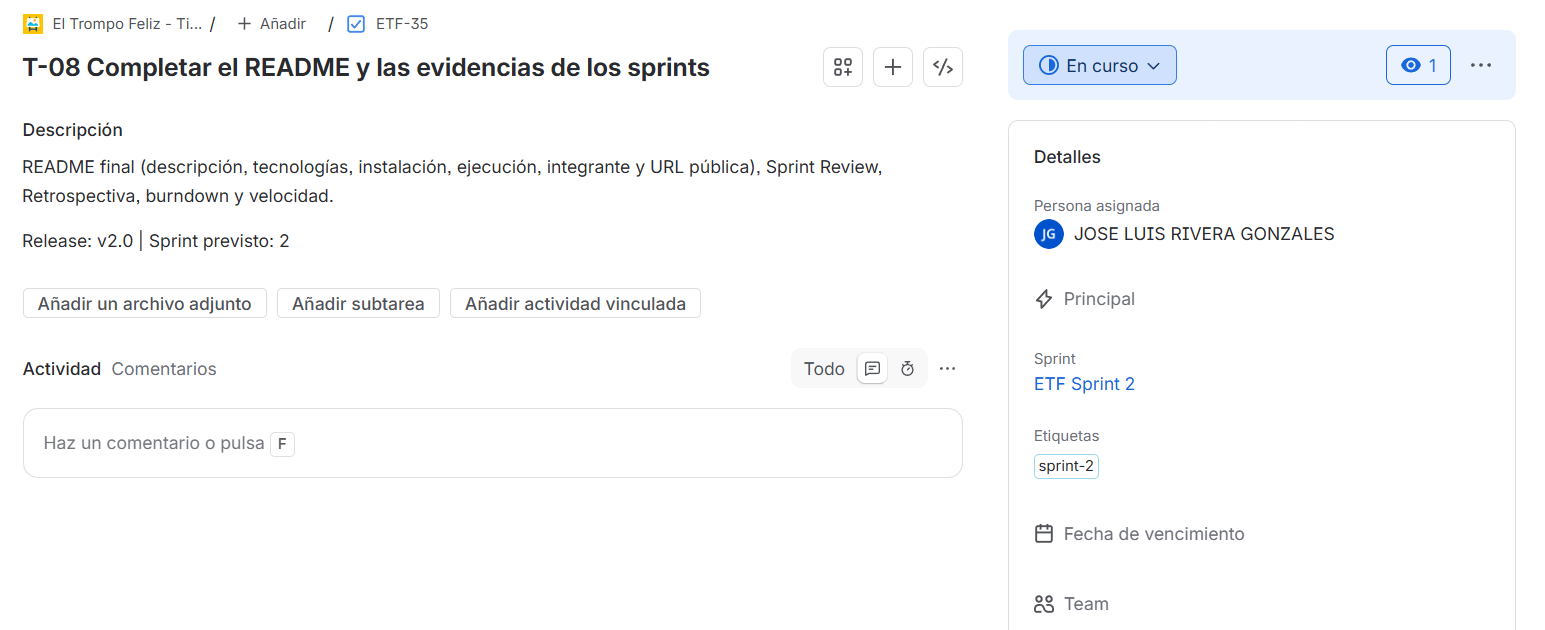 El Trompo Feliz - Ti... / + Añadir / ETF-35
T-08 Completar el README y las evidencias de los sprints
Descripción
README final (descripción, tecnologías, instalación, ejecución, integrante y URL pública), Sprint Review,
Retrospectiva, burndown y velocidad.
Release: v2.0 | Sprint previsto: 2
Añadir un archivo adjunto Añadir subtarea Añadir actividad vinculada
Actividad Comentarios Todo
Haz un comentario o pulsa F
En curso 1
Detalles
Persona asignada
JG JOSE LUIS RIVERA GONZALES
Principal
Sprint
ETF Sprint 2
Etiquetas
sprint-2
Fecha de vencimiento
Team